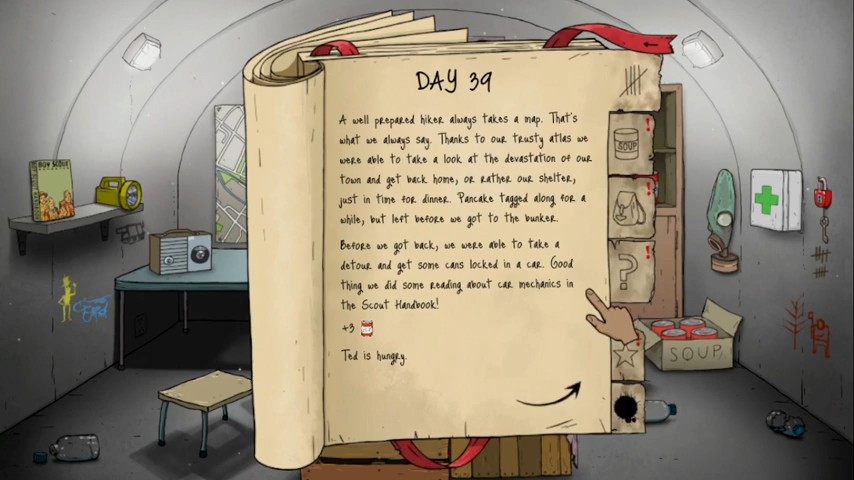 DAY 39
A well prepared hiker always takes a map. That's
what we always say. Thanks to our trusty atlas we
were able to take a look at the devastation of our
town and get back home, or rather our shelter,
just in time for dinner. Pancake tagged along for a
while, but left before we got to the bunker.
Before we got back, we were able to take a
detour and get some cans locked in a car. Good
thing we did some reading about car mechanics in
the Scout Handbook!
+3
Ted is hungry.
SOUP
!
!
?
!
!
SOUP
BOY SCOUT